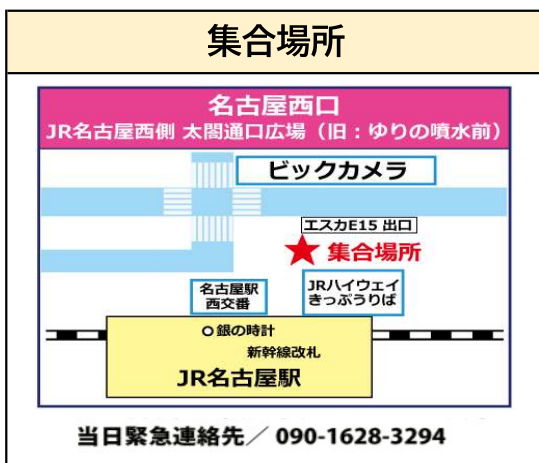 集合場所
名古屋西口
JR名古屋西側 太閤通口広場（旧：ゆりの噴水前）
ビックカメラ
エスカE15 出口
★ 集合場所
名古屋駅
西交番
JRハイウェイ
きっぷうりば
○銀の時計
新幹線改札
JR名古屋駅
当日緊急連絡先／ 090-1628-3294